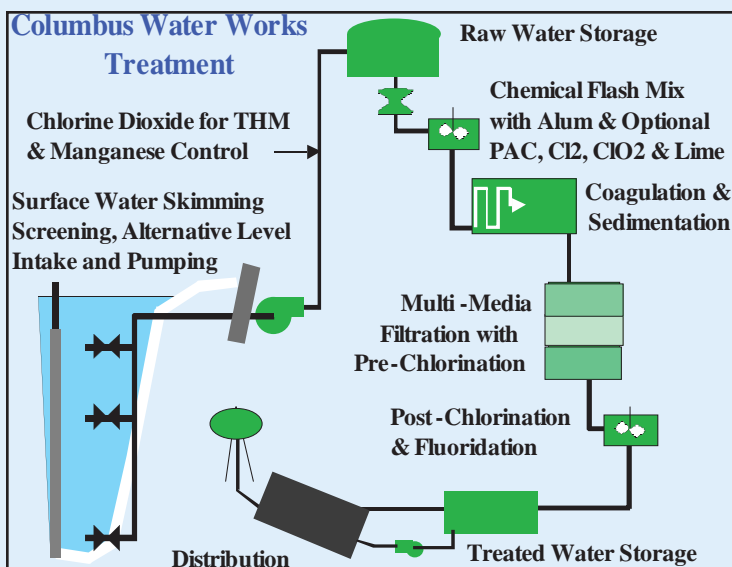 Columbus Water Works
Treatment
Raw Water Storage
Chemical Flash Mix
with Alum & Optional
PAC, Cl2, ClO2 & Lime
Chlorine Dioxide for THM
& Manganese Control
Coagulation &
Sedimentation
Surface Water Skimming
Screening, Alternative Level
Intake and Pumping
Multi-Media
Filtration with
Pre-Chlorination
Post-Chlorination
& Fluoridation
Treated Water Storage
Distribution